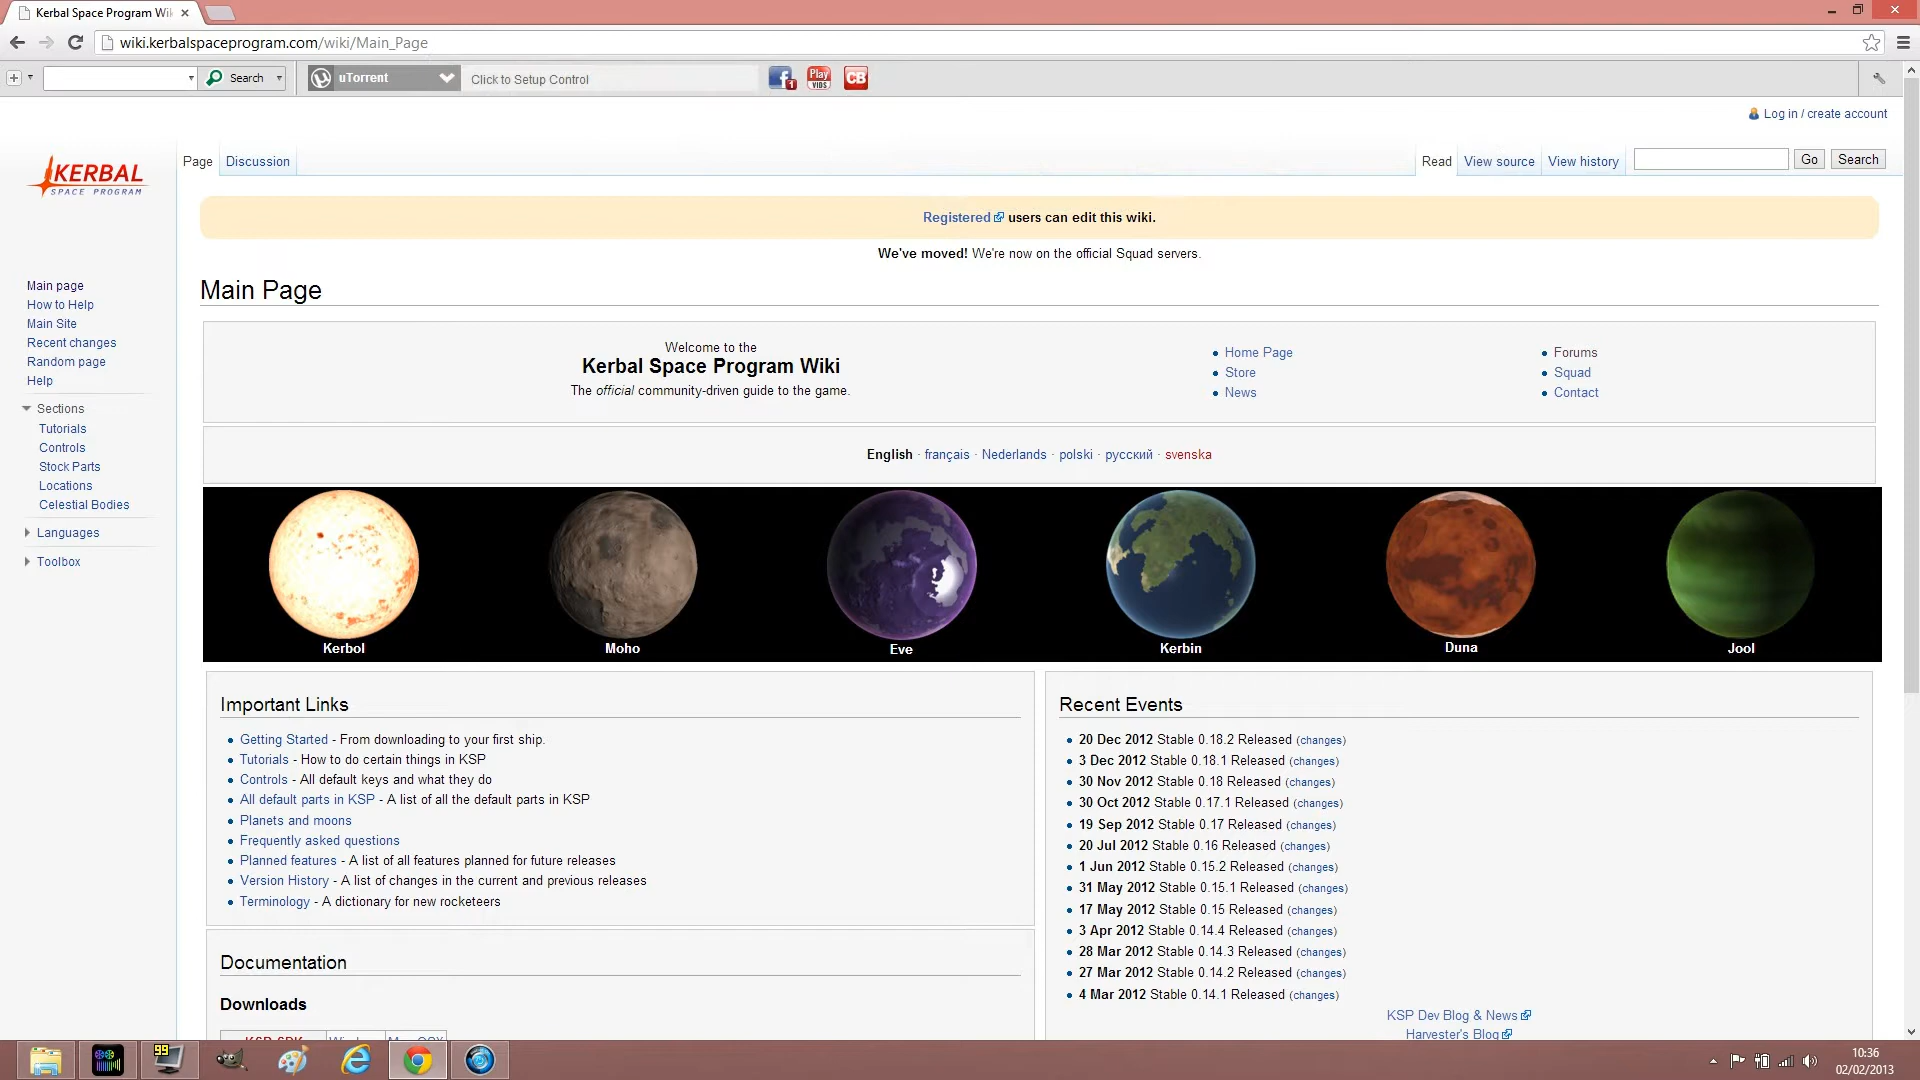 Kerbal Space Program Wi
wiki.kerbalspaceprogram.com/wiki/Main_Page
Search
uTorrent
Click to Setup Control
1
Play
VIDS
CB
Log in / create account
KERBAL
SPACE PROGRAM
Page
Discussion
Read
View source
View history
Go
Search
Registered users can edit this wiki.
We've moved! We're now on the official Squad servers.
Main Page
Main page
How to Help
Main Site
Recent changes
Random page
Help
Sections
Tutorials
Controls
Stock Parts
Locations
Celestial Bodies
Languages
Toolbox
Welcome to the
Kerbal Space Program Wiki
The official community-driven guide to the game.
Home Page
Store
News
Forums
Squad
Contact
English · français · Nederlands · polski · русский · svenska
Kerbol
Moho
Eve
Kerbin
Duna
Jool
Important Links
Getting Started - From downloading to your first ship.
Tutorials - How to do certain things in KSP
Controls - All default keys and what they do
All default parts in KSP - A list of all the default parts in KSP
Planets and moons
Frequently asked questions
Planned features - A list of all features planned for future releases
Version History - A list of changes in the current and previous releases
Terminology - A dictionary for new rocketeers
Documentation
Downloads
Recent Events
20 Dec 2012 Stable 0.18.2 Released (changes)
3 Dec 2012 Stable 0.18.1 Released (changes)
30 Nov 2012 Stable 0.18 Released (changes)
30 Oct 2012 Stable 0.17.1 Released (changes)
19 Sep 2012 Stable 0.17 Released (changes)
20 Jul 2012 Stable 0.16 Released (changes)
1 Jun 2012 Stable 0.15.2 Released (changes)
31 May 2012 Stable 0.15.1 Released (changes)
17 May 2012 Stable 0.15 Released (changes)
3 Apr 2012 Stable 0.14.4 Released (changes)
28 Mar 2012 Stable 0.14.3 Released (changes)
27 Mar 2012 Stable 0.14.2 Released (changes)
4 Mar 2012 Stable 0.14.1 Released (changes)
KSP Dev Blog & News
Harvester's Blog
99
10:36
02/02/2013